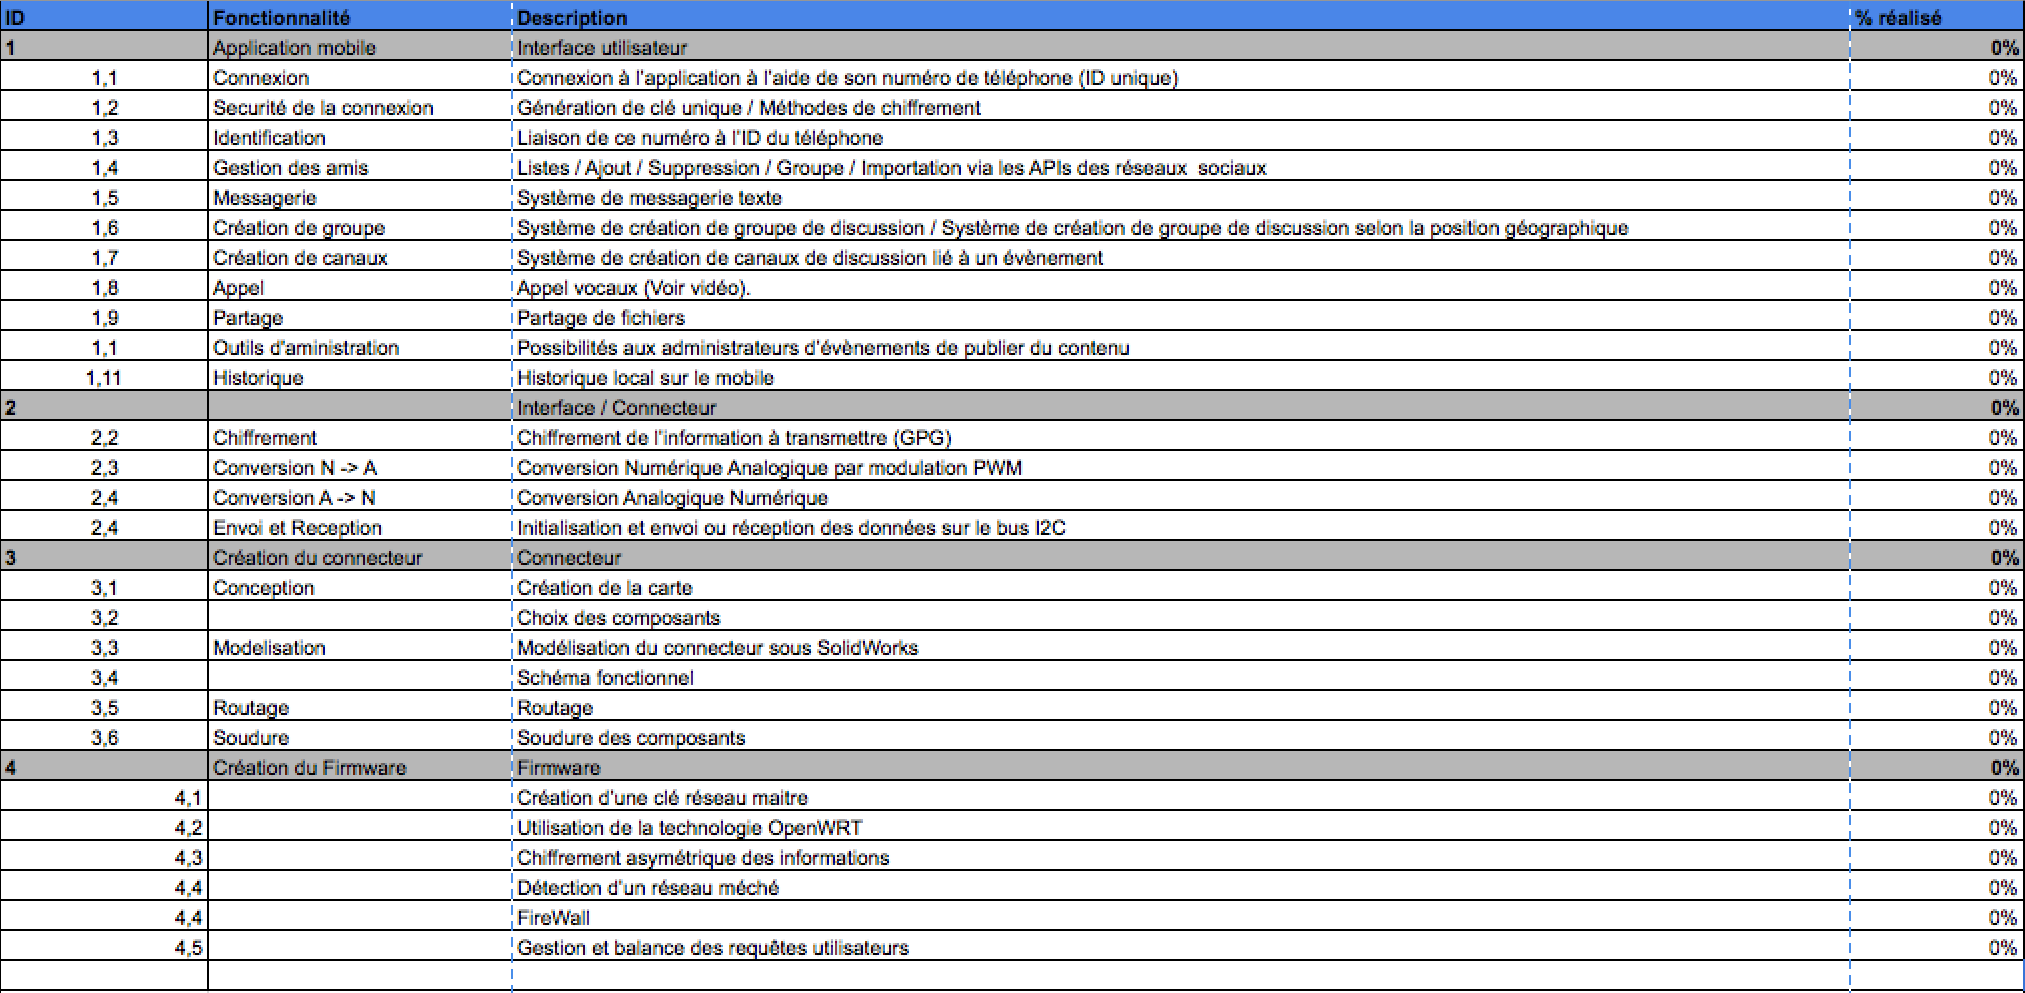 ID Fonctionnalité Description % réalisé
1 Application mobile Interface utilisateur 0%
1,1 Connexion Connexion à l'application à l'aide de son numéro de téléphone (ID unique) 0%
1,2 Securité de la connexion Génération de clé unique / Méthodes de chiffrement 0%
1,3 Identification Liaison de ce numéro à l'ID du téléphone 0%
1,4 Gestion des amis Listes / Ajout / Suppression / Groupe / Importation via les APIs des réseaux sociaux 0%
1,5 Messagerie Système de messagerie texte 0%
1,6 Création de groupe Système de création de groupe de discussion / Système de création de groupe de discussion selon la position géographique 0%
1,7 Création de canaux Système de création de canaux de discussion lié à un évènement 0%
1,8 Appel Appel vocaux (Voir vidéo). 0%
1,9 Partage Partage de fichiers 0%
1,1 Outils d'aministration Possibilités aux administrateurs d'évènements de publier du contenu 0%
1,11 Historique Historique local sur le mobile 0%
2 Interface / Connecteur 0%
2,2 Chiffrement Chiffrement de l'information à transmettre (GPG) 0%
2,3 Conversion N -> A Conversion Numérique Analogique par modulation PWM 0%
2,4 Conversion A -> N Conversion Analogique Numérique 0%
2,4 Envoi et Reception Initialisation et envoi ou réception des données sur le bus I2C 0%
3 Création du connecteur Connecteur 0%
3,1 Conception Création de la carte 0%
3,2 Choix des composants 0%
3,3 Modelisation Modélisation du connecteur sous SolidWorks 0%
3,4 Schéma fonctionnel 0%
3,5 Routage Routage 0%
3,6 Soudure Soudure des composants 0%
4 Création du Firmware Firmware 0%
4,1 Création d'une clé réseau maitre 0%
4,2 Utilisation de la technologie OpenWRT 0%
4,3 Chiffrement asymétrique des informations 0%
4,4 Détection d'un réseau méché 0%
4,4 FireWall 0%
4,5 Gestion et balance des requêtes utilisateurs 0%